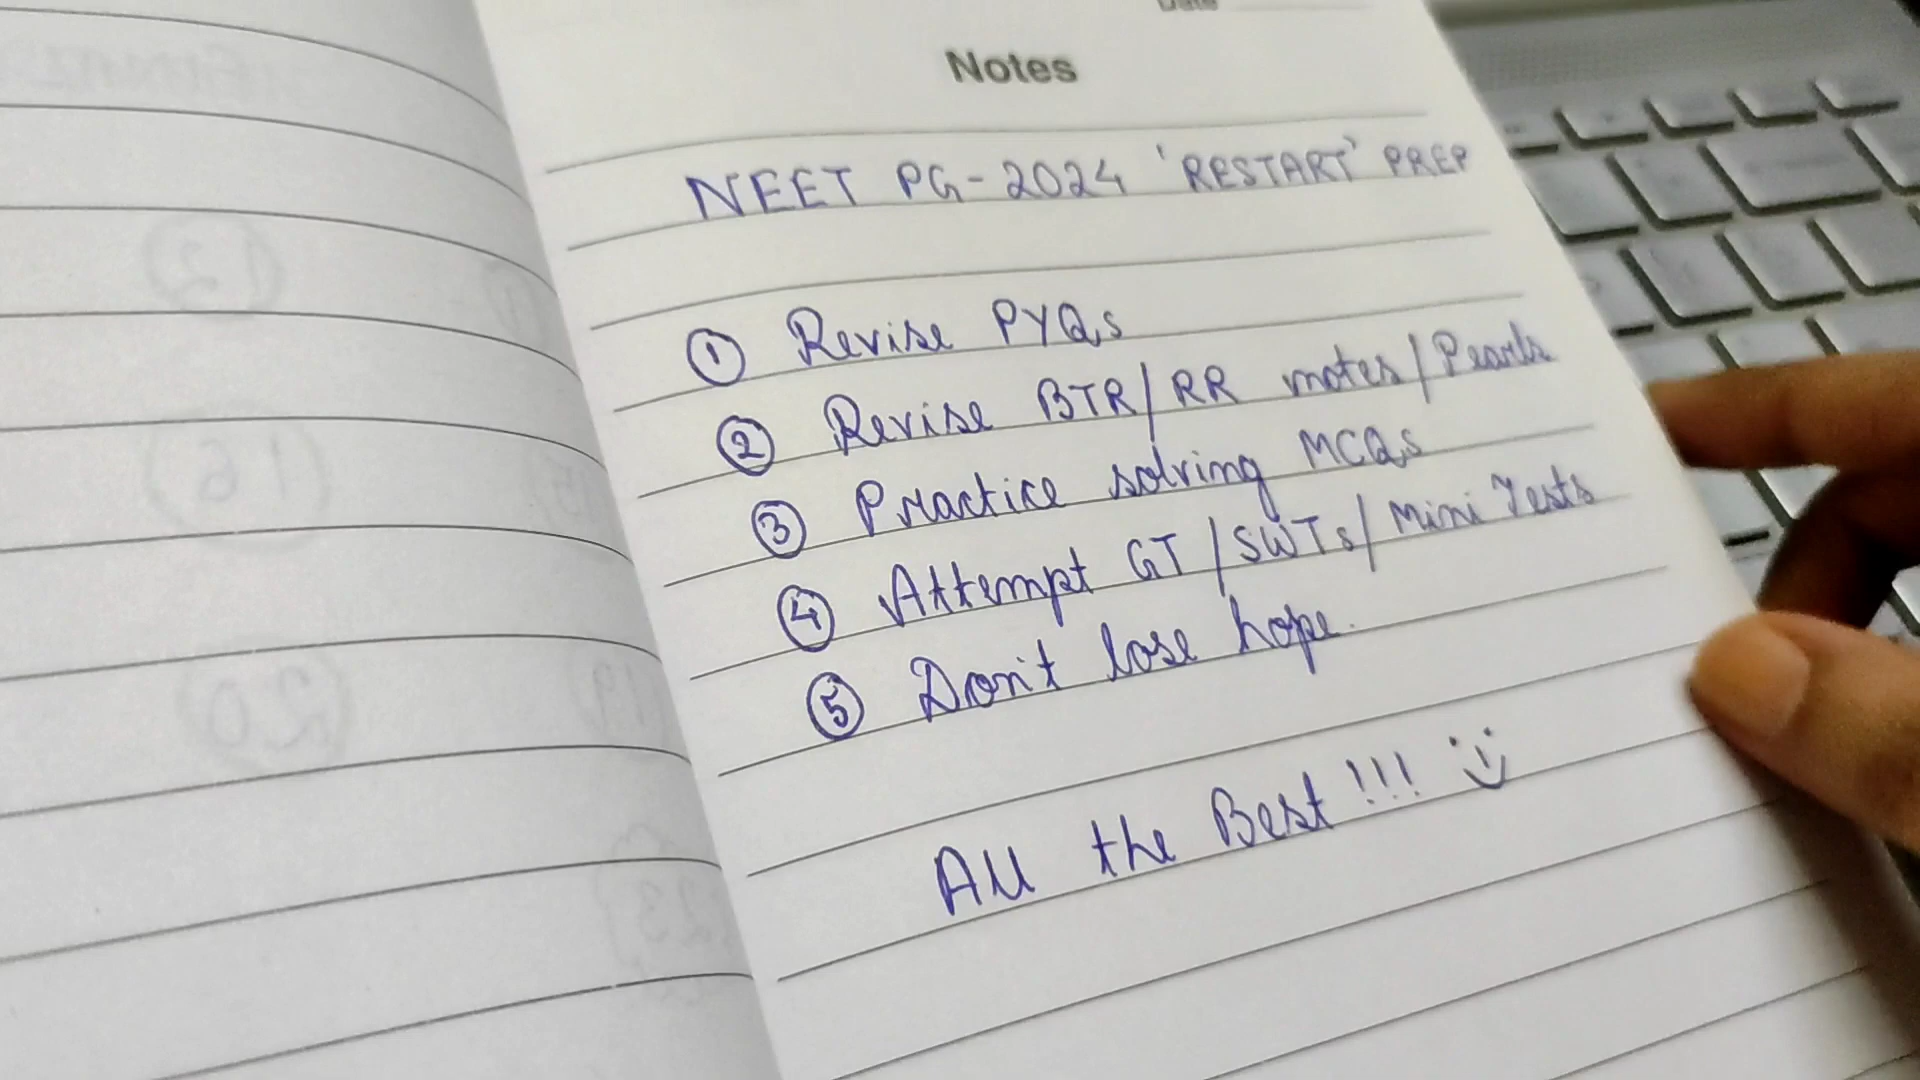 Date
Notes
NEET PG-2024 'RESTART' PREP
① Revise PYQs
② Revise BTR/RR notes/Pearls
③ Practice solving MCQs
④ Attempt GT/SWTs/Mini Tests
⑤ Don't lose hope.
All the Best!!!